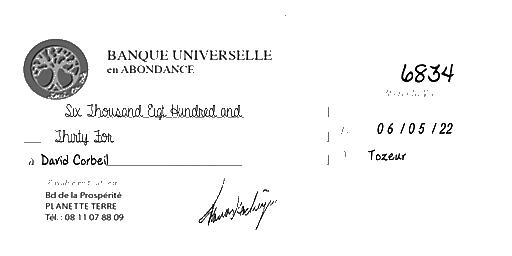 BANQUE UNIVERSELLE
en ABONDANCE
6834
Six Thousand Eigt Hundred and
Thirty For
06/05/22
à David Corbeil
Tozeur
Bd de la Prospérité
PLANETTE TERRE
Tél. : 08 11 07 88 09